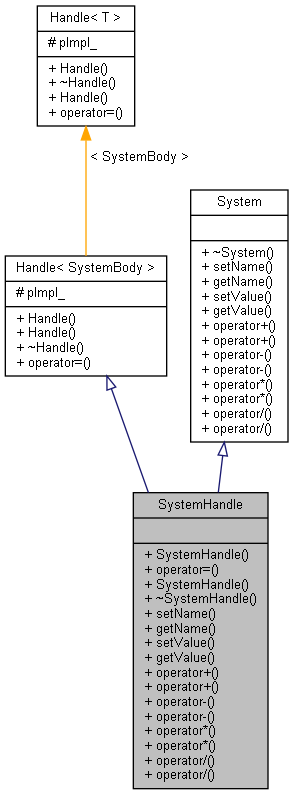 Handle< T >
# pImpl_
+ Handle()
+ ~Handle()
+ Handle()
+ operator=()
< SystemBody >
System
+ ~System()
+ setName()
+ getName()
+ setValue()
+ getValue()
+ operator+()
+ operator+()
+ operator-()
+ operator-()
+ operator*()
+ operator*()
+ operator/()
+ operator/()
Handle< SystemBody >
# pImpl_
+ Handle()
+ Handle()
+ ~Handle()
+ operator=()
SystemHandle
+ SystemHandle()
+ operator=()
+ SystemHandle()
+ ~SystemHandle()
+ setName()
+ getName()
+ setValue()
+ getValue()
+ operator+()
+ operator+()
+ operator-()
+ operator-()
+ operator*()
+ operator*()
+ operator/()
+ operator/()